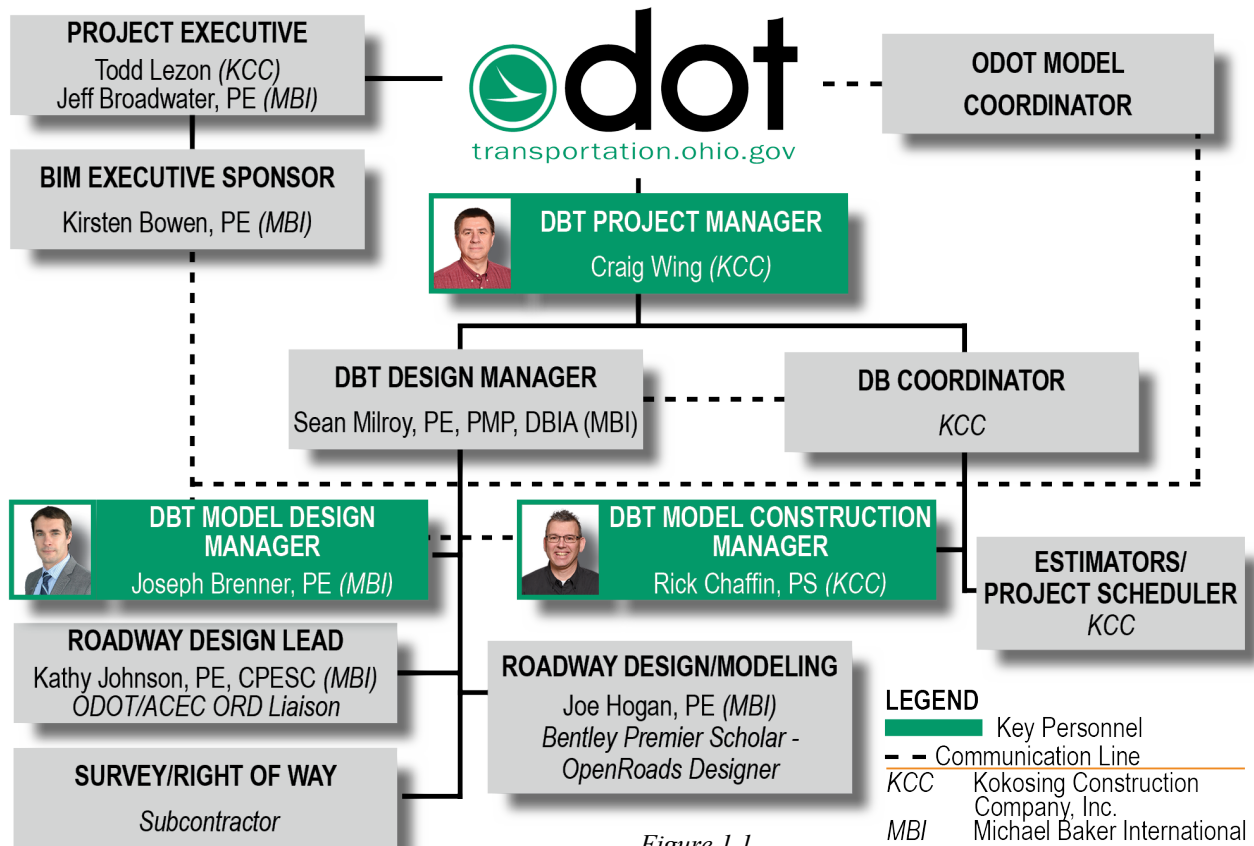 PROJECT EXECUTIVE
Todd Lezon (KCC)
Jeff Broadwater, PE (MBI)
odot
transportation.ohio.gov
ODOT MODEL
COORDINATOR
BIM EXECUTIVE SPONSOR
Kirsten Bowen, PE (MBI)
DBT PROJECT MANAGER
Craig Wing (KCC)
DBT DESIGN MANAGER
Sean Milroy, PE, PMP, DBIA (MBI)
DB COORDINATOR
KCC
DBT MODEL DESIGN
MANAGER
Joseph Brenner, PE (MBI)
DBT MODEL CONSTRUCTION
MANAGER
Rick Chaffin, PS (KCC)
ESTIMATORS/
PROJECT SCHEDULER
KCC
ROADWAY DESIGN LEAD
Kathy Johnson, PE, CPESC (MBI)
ODOT/ACEC ORD Liaison
ROADWAY DESIGN/MODELING
Joe Hogan, PE (MBI)
Bentley Premier Scholar -
OpenRoads Designer
SURVEY/RIGHT OF WAY
Subcontractor
LEGEND
Key Personnel
Communication Line
KCC Kokosing Construction
Company, Inc.
MBI Michael Baker International
Figure 1.1